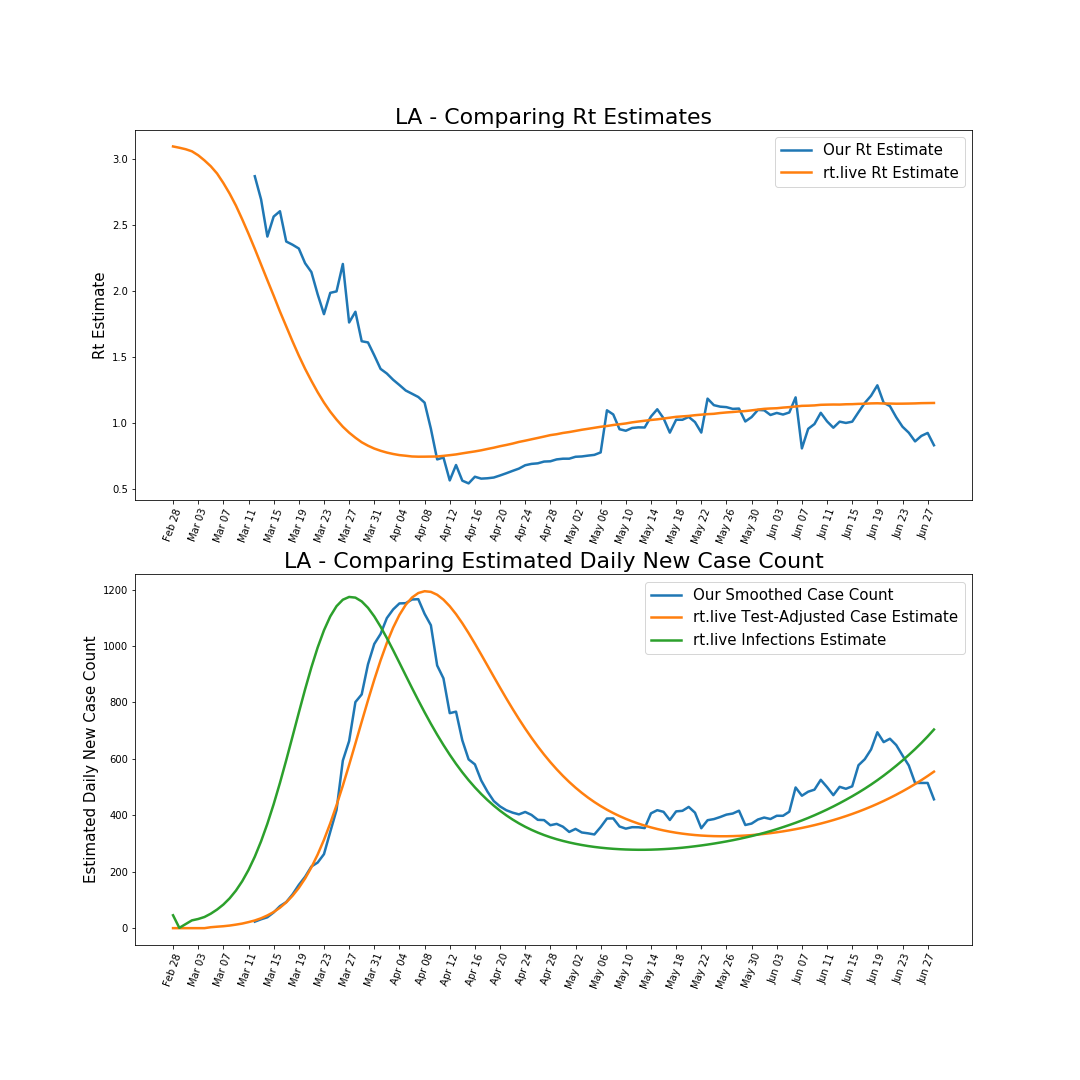 LA - Comparing Rt Estimates
Our Rt Estimate
rt.live Rt Estimate
Rt Estimate
3.0
2.5
2.0
1.5
1.0
0.5
Feb 28 Mar 03 Mar 07 Mar 11 Mar 15 Mar 19 Mar 23 Mar 27 Mar 31 Apr 04 Apr 08 Apr 12 Apr 16 Apr 20 Apr 24 Apr 28 May 02 May 06 May 10 May 14 May 18 May 22 May 26 May 30 Jun 03 Jun 07 Jun 11 Jun 15 Jun 19 Jun 23 Jun 27
LA - Comparing Estimated Daily New Case Count
Our Smoothed Case Count
rt.live Test-Adjusted Case Estimate
rt.live Infections Estimate
Estimated Daily New Case Count
1200
1000
800
600
400
200
0
Feb 28 Mar 03 Mar 07 Mar 11 Mar 15 Mar 19 Mar 23 Mar 27 Mar 31 Apr 04 Apr 08 Apr 12 Apr 16 Apr 20 Apr 24 Apr 28 May 02 May 06 May 10 May 14 May 18 May 22 May 26 May 30 Jun 03 Jun 07 Jun 11 Jun 15 Jun 19 Jun 23 Jun 27